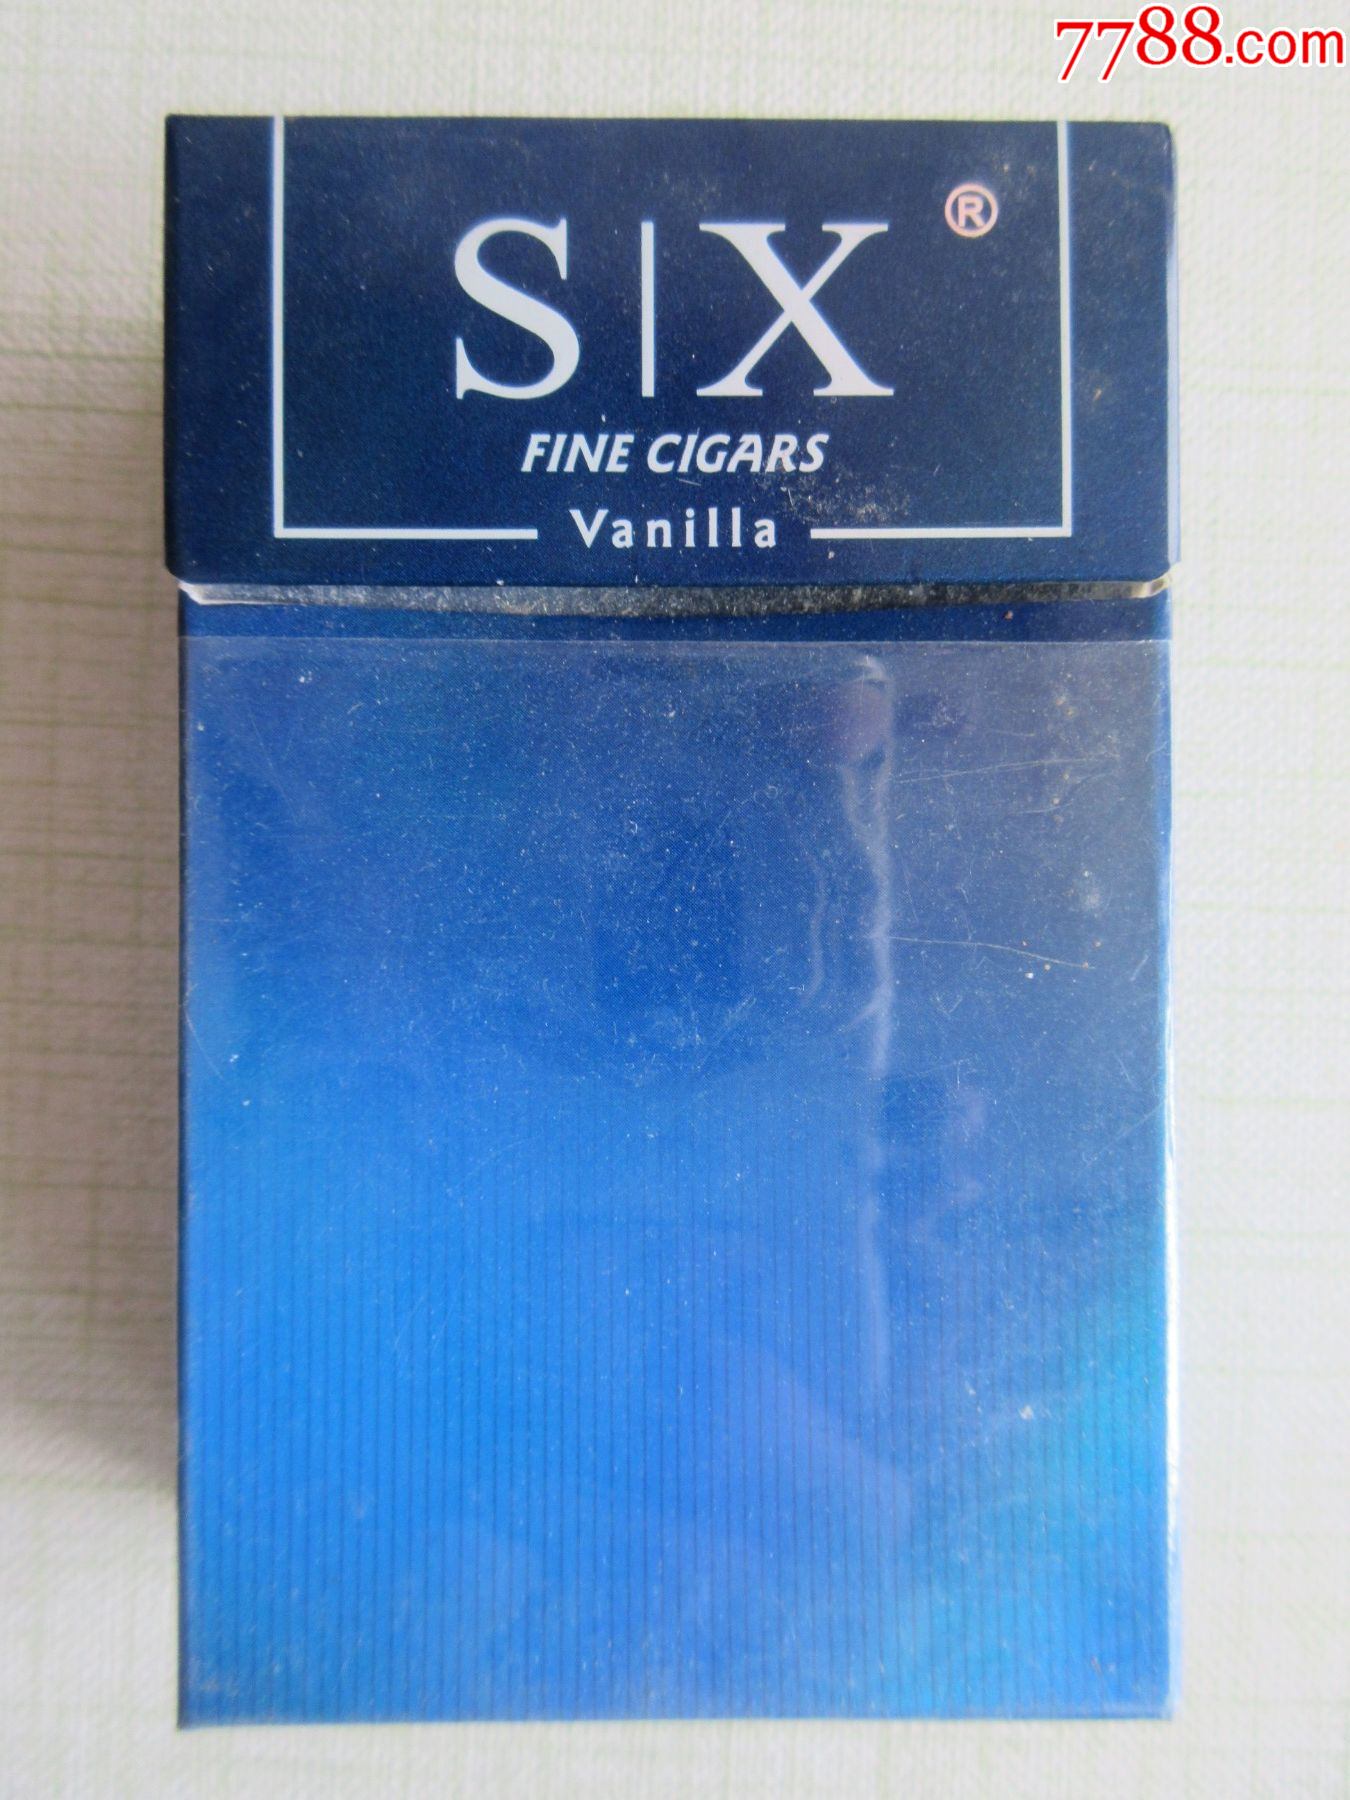 7788.com
S|X ®
FINE CIGARS
Vanilla